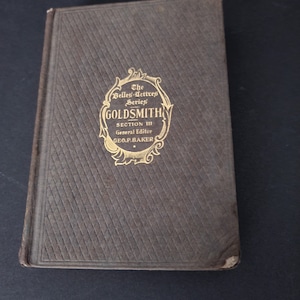 The
Belles-Lettres
Series
GOLDSMITH
SECTION III
General Editor
GEO.P.BAKER